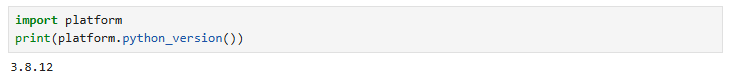 import platform
print(platform.python_version())
3.8.12